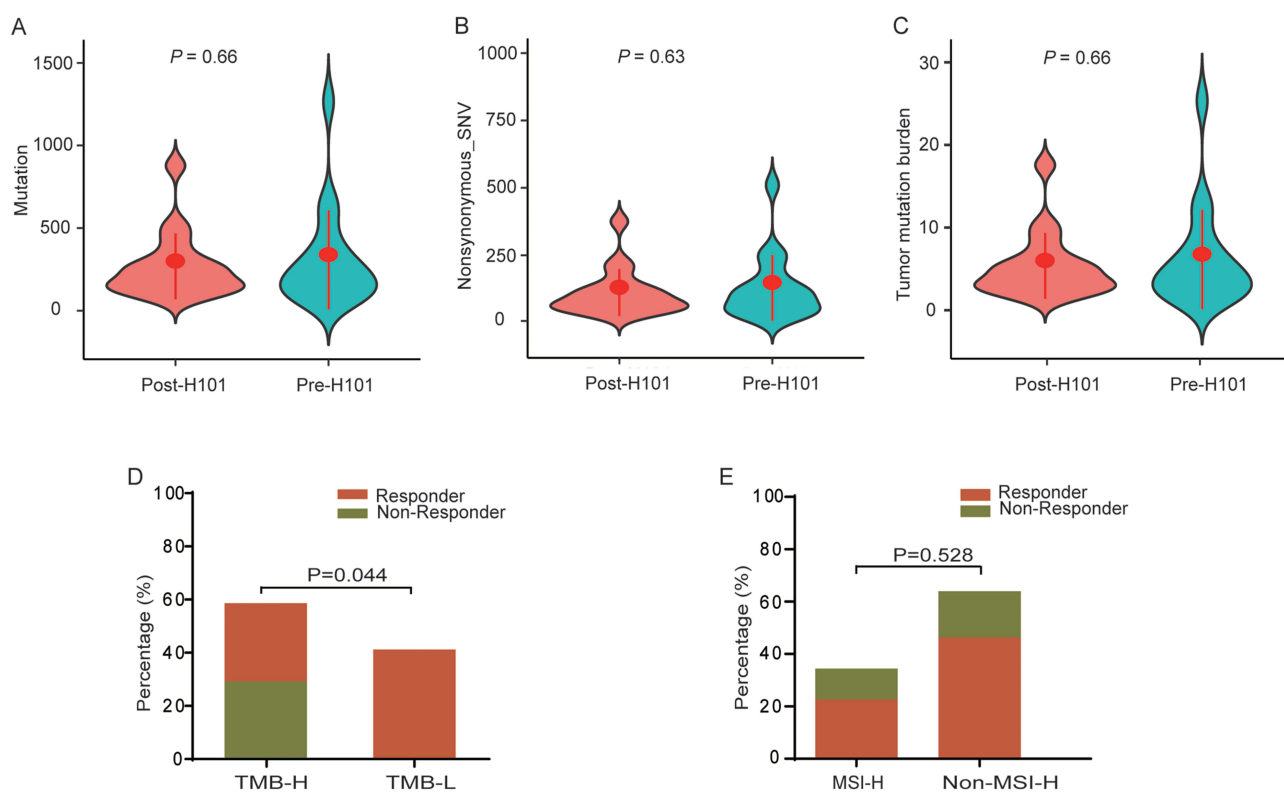 A
P = 0.66
Mutation
1500
1000
500
0
Post-H101
Pre-H101
B
P = 0.63
Nonsynonymous_SNV
1000
750
500
250
0
Pre-H101
C
P = 0.66
Tumor mutation burden
30
20
10
0
Post-H101
Pre-H101
D
Responder
Non-Responder
P=0.044
Percentage (%)
100
80
60
40
20
0
TMB-H
TMB-L
E
Responder
Non-Responder
P=0.528
Percentage (%)
100
80
60
40
20
0
MSI-H
Non-MSI-H